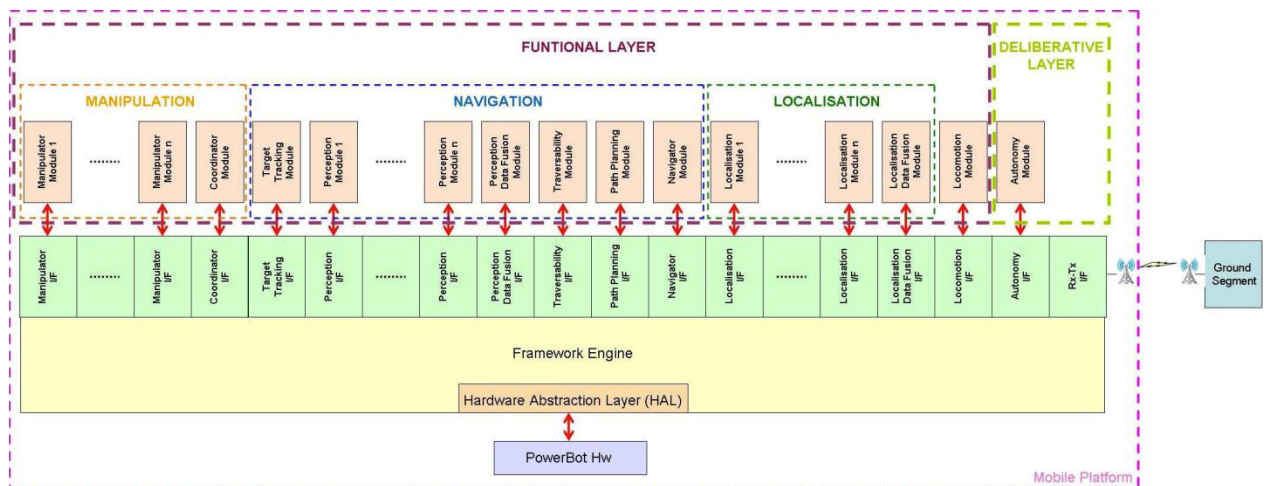 FUNTIONAL LAYER
DELIBERATIVE
LAYER
MANIPULATION
NAVIGATION
LOCALISATION
Manipulator
Module 1
........
Manipulator
Module n
Coordinator
Module
Target
Tracking
Module
Perception
Module 1
........
Perception
Module n
Perception
Data Fusion
Module
Traversability
Module
Path Planning
Module
Navigator
Module
Localisation
Module 1
........
Localisation
Module n
Localisation
Data Fusion
Module
Locomotion
Module
Autonomy
Module
Manipulator
I/F
........
Manipulator
I/F
Coordinator
I/F
Target
Tracking
I/F
Perception
I/F
........
Perception
I/F
Perception
Data Fusion
I/F
Traversability
I/F
Path Planning
I/F
Navigator
I/F
Localisation
I/F
........
Localisation
I/F
Localisation
Data Fusion
I/F
Locomotion
I/F
Autonomy
I/F
Rx-Tx
I/F
Ground
Segment
Framework Engine
Hardware Abstraction Layer (HAL)
PowerBot Hw
Mobile Platform